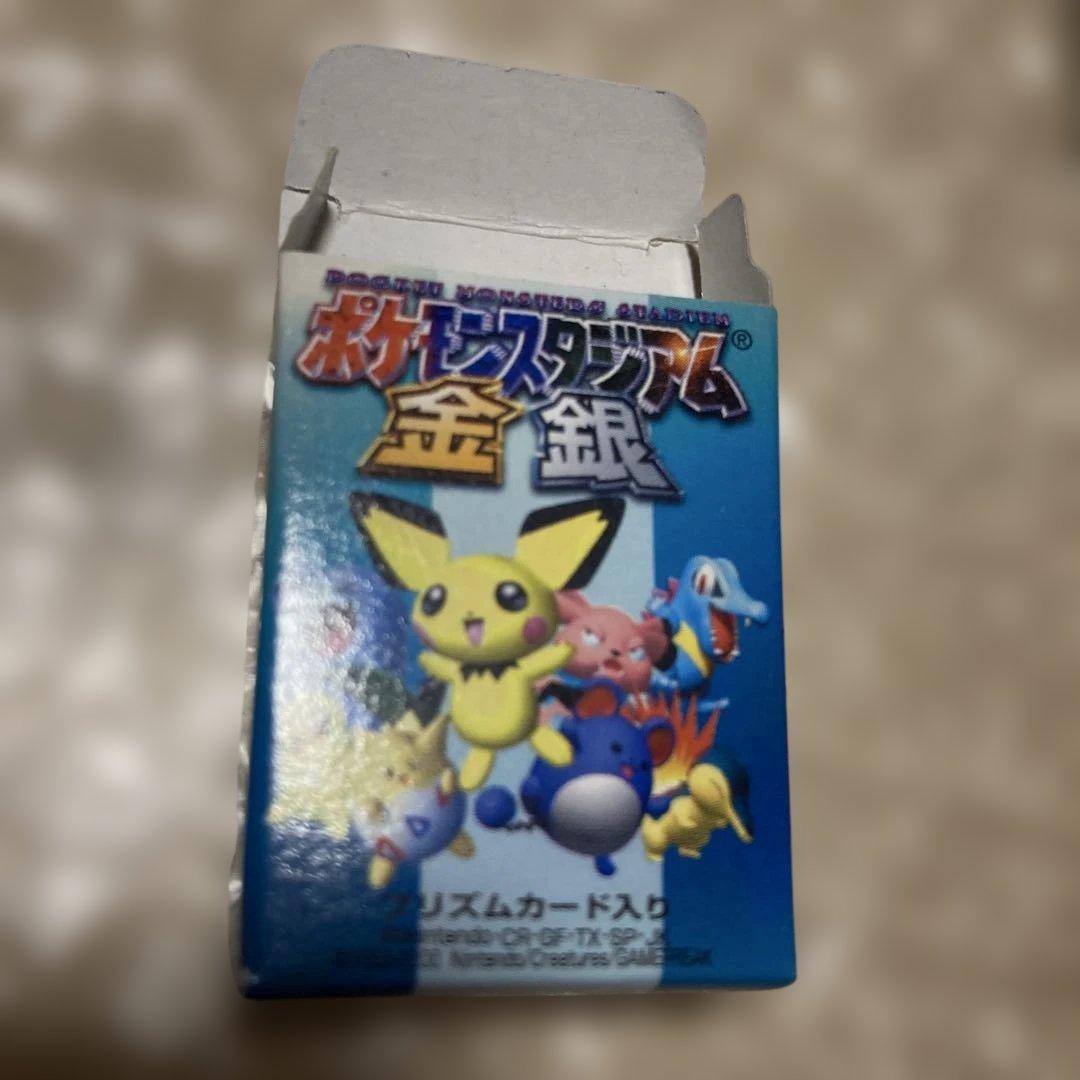 POCKET MONSTERS STADIUM
ポケモンスタジアム®
金 銀
プリズムカード入り
Nintendo・CR・GF・TX・SP・JK
Nintendo/Creatures/GAMEFREAK